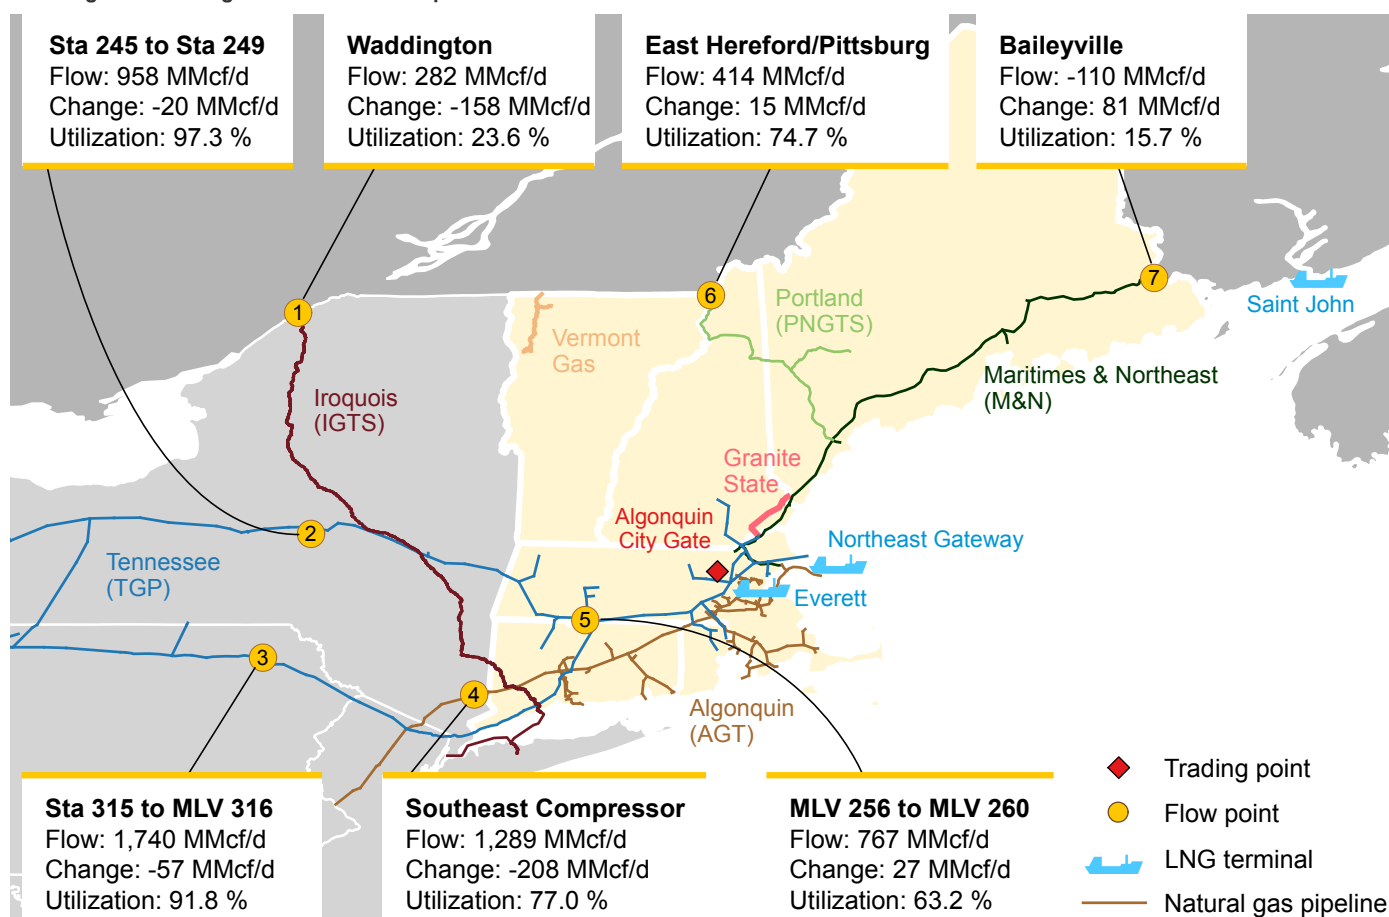 Sta 245 to Sta 249
Flow: 958 MMcf/d
Change: -20 MMcf/d
Utilization: 97.3 %
Waddington
Flow: 282 MMcf/d
Change: -158 MMcf/d
Utilization: 23.6 %
East Hereford/Pittsburg
Flow: 414 MMcf/d
Change: 15 MMcf/d
Utilization: 74.7 %
Baileyville
Flow: -110 MMcf/d
Change: 81 MMcf/d
Utilization: 15.7 %
1
6
7
Portland
(PNGTS)
Saint John
Vermont
Gas
Maritimes & Northeast
(M&N)
Iroquois
(IGTS)
Granite
State
Algonquin
City Gate
2
Northeast Gateway
Tennessee
(TGP)
Everett
5
3
4
Algonquin
(AGT)
Sta 315 to MLV 316
Flow: 1,740 MMcf/d
Change: -57 MMcf/d
Utilization: 91.8 %
Southeast Compressor
Flow: 1,289 MMcf/d
Change: -208 MMcf/d
Utilization: 77.0 %
MLV 256 to MLV 260
Flow: 767 MMcf/d
Change: 27 MMcf/d
Utilization: 63.2 %
Trading point
Flow point
LNG terminal
Natural gas pipeline